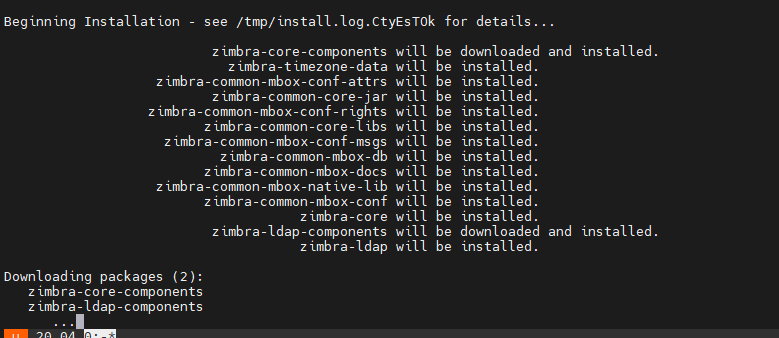 Beginning Installation - see /tmp/install.log.CtyEsTOk for details...
zimbra-core-components will be downloaded and installed.
zimbra-timezone-data will be installed.
zimbra-common-mbox-conf-attrs will be installed.
zimbra-common-core-jar will be installed.
zimbra-common-mbox-conf-rights will be installed.
zimbra-common-core-libs will be installed.
zimbra-common-mbox-conf-msgs will be installed.
zimbra-common-mbox-db will be installed.
zimbra-common-mbox-docs will be installed.
zimbra-common-mbox-native-lib will be installed.
zimbra-common-mbox-conf will be installed.
zimbra-core will be installed.
zimbra-ldap-components will be downloaded and installed.
zimbra-ldap will be installed.
Downloading packages (2):
zimbra-core-components
zimbra-ldap-components
...
u 20.04 0:-*